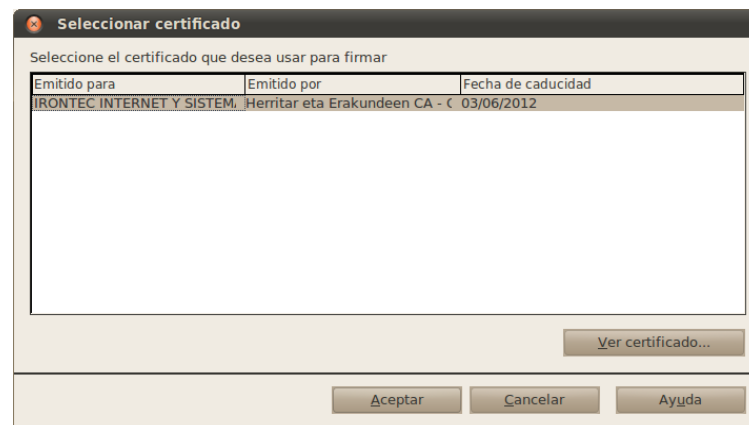 Seleccionar certificado
Seleccione el certificado que desea usar para firmar
Emitido para Emitido por Fecha de caducidad
IRONTEC INTERNET Y SISTEM. Herritar eta Erakundeen CA - 03/06/2012
Ver certificado...
Aceptar Cancelar Ayuda